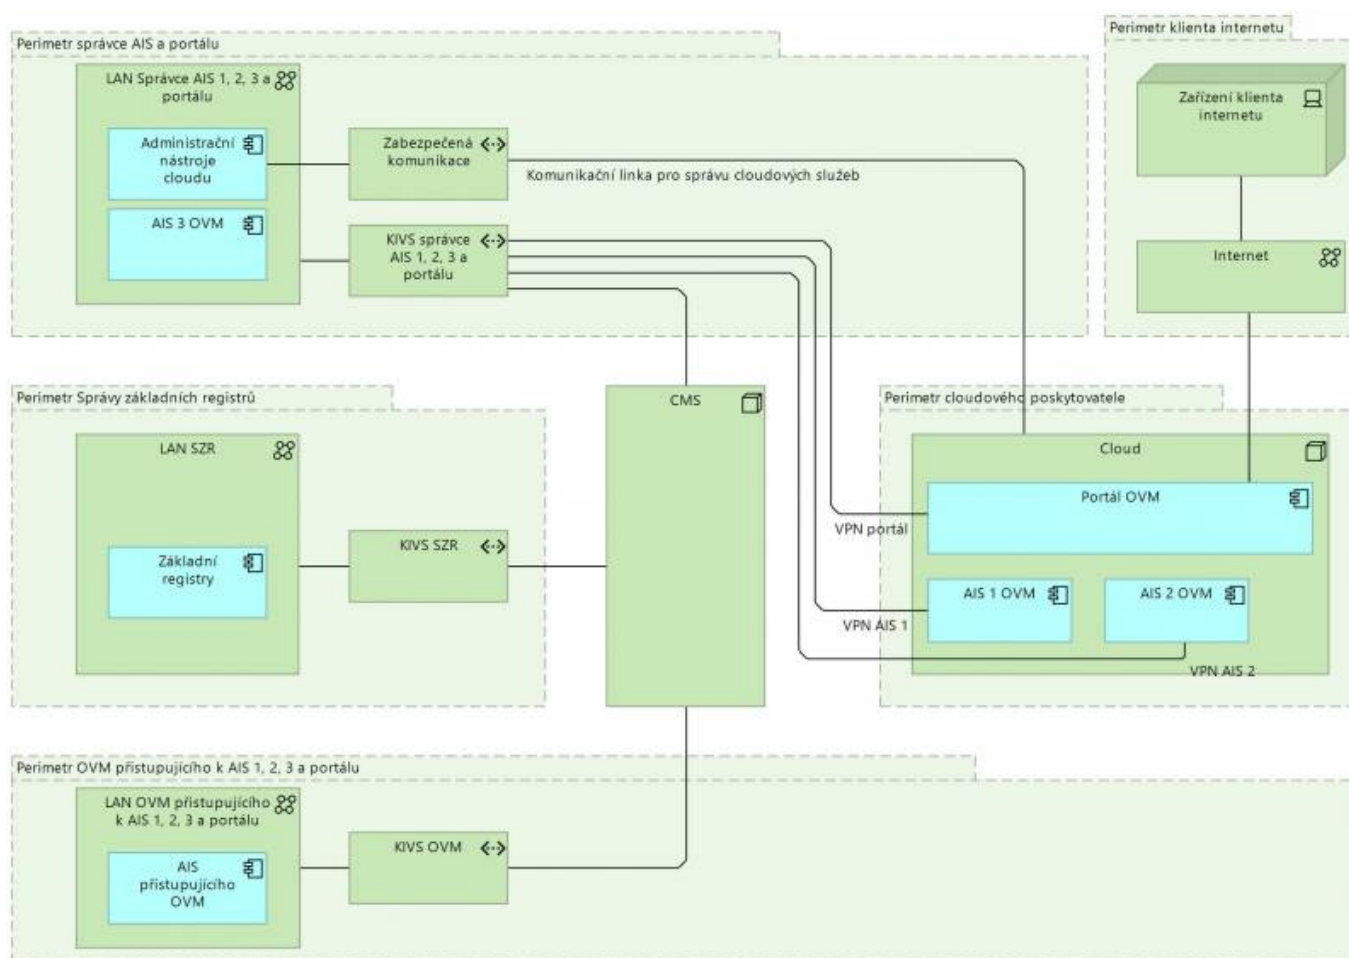 Perimetr správce AIS a portálu
LAN Správce AIS 1, 2, 3 a
portálu
Administrační
nástroje
cloudu
AIS 3 OVM
Zabezpečená
komunikace
Komunikační linka pro správu cloudových služeb
KIVS správce
AIS 1, 2, 3 a
portálu
Perimetr klienta internetu
Zařízení klienta
internetu
Internet
Perimetr Správy základních registrů
LAN SZR
Základní
registry
KIVS SZR
CMS
Perimetr cloudového poskytovatele
Cloud
Portál OVM
VPN portál
AIS 1 OVM
AIS 2 OVM
VPN AIS 1
VPN AIS 2
Perimetr OVM přistupujícího k AIS 1, 2, 3 a portálu
LAN OVM přistupujícího
k AIS 1, 2, 3 a portálu
AIS
přistupujícího
OVM
KIVS OVM